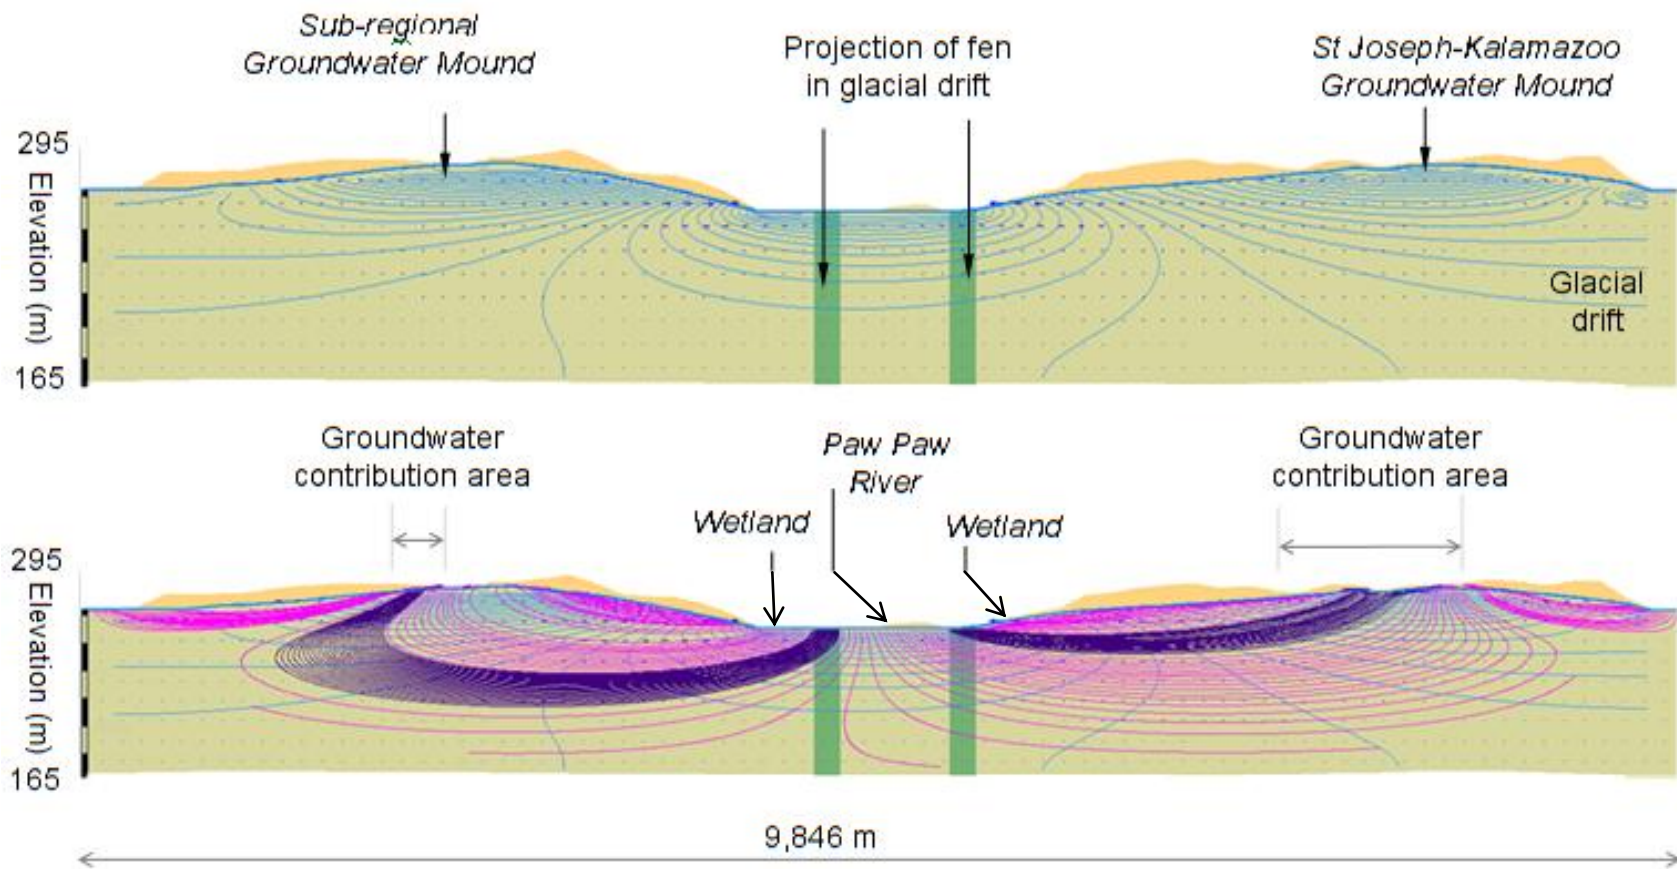 Sub-regional
Groundwater Mound
Projection of fen
in glacial drift
St Joseph-Kalamazoo
Groundwater Mound
295
Elevation (m)
Glacial
drift
165
Groundwater
contribution area
Paw Paw
River
Groundwater
contribution area
Wetland
Wetland
295
Elevation (m)
165
9,846 m